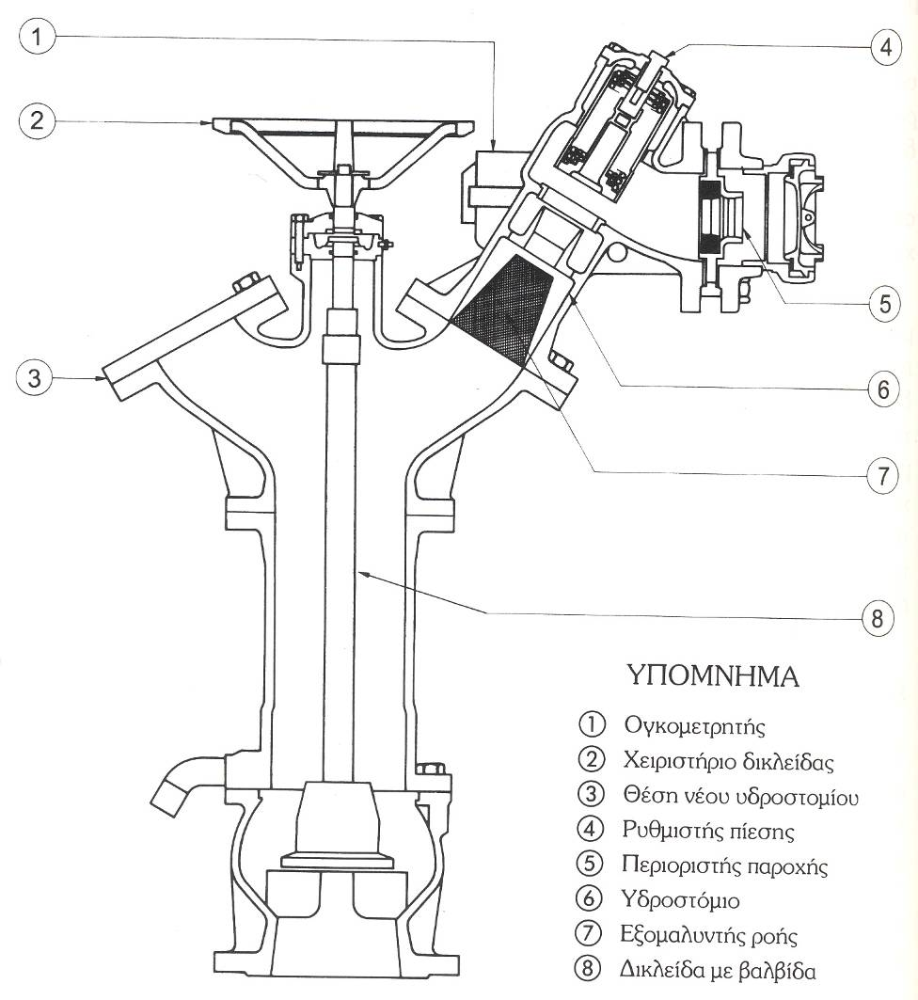 1
2
3
4
5
6
7
8
ΥΠΟΜΝΗΜΑ
1 Ογκομετρητής
2 Χειριστήριο δικλείδας
3 Θέση νέου υδροστομίου
4 Ρυθμιστής πίεσης
5 Περιοριστής παροχής
6 Υδροστόμιο
7 Εξομαλυντής ροής
8 Δικλείδα με βαλβίδα